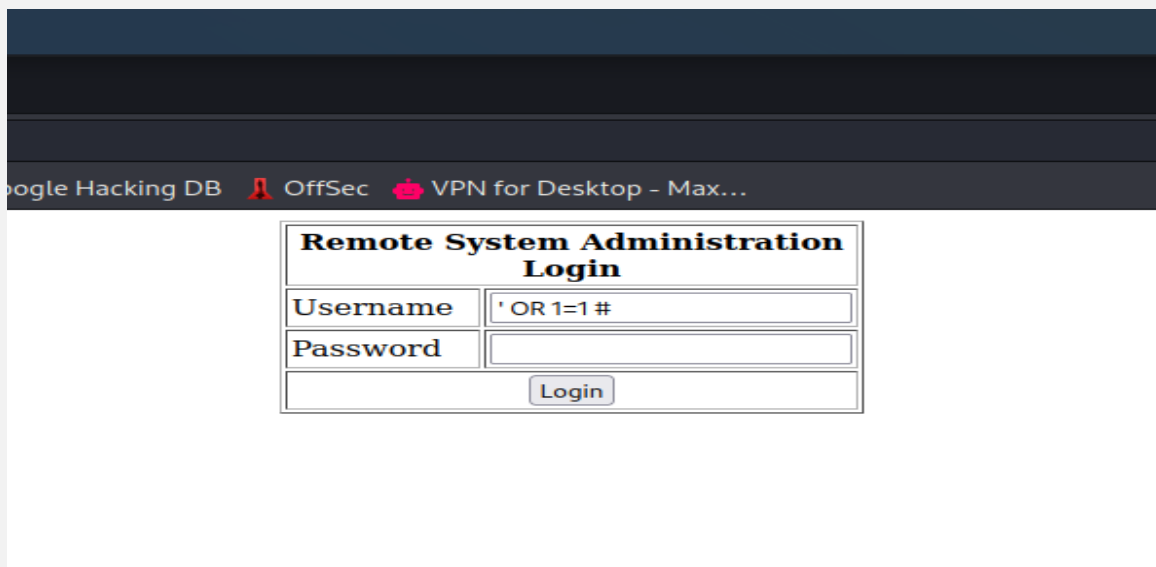 oogle Hacking DB OffSec VPN for Desktop - Max...
Remote System Administration
Login
Username ' OR 1=1 #
Password
Login